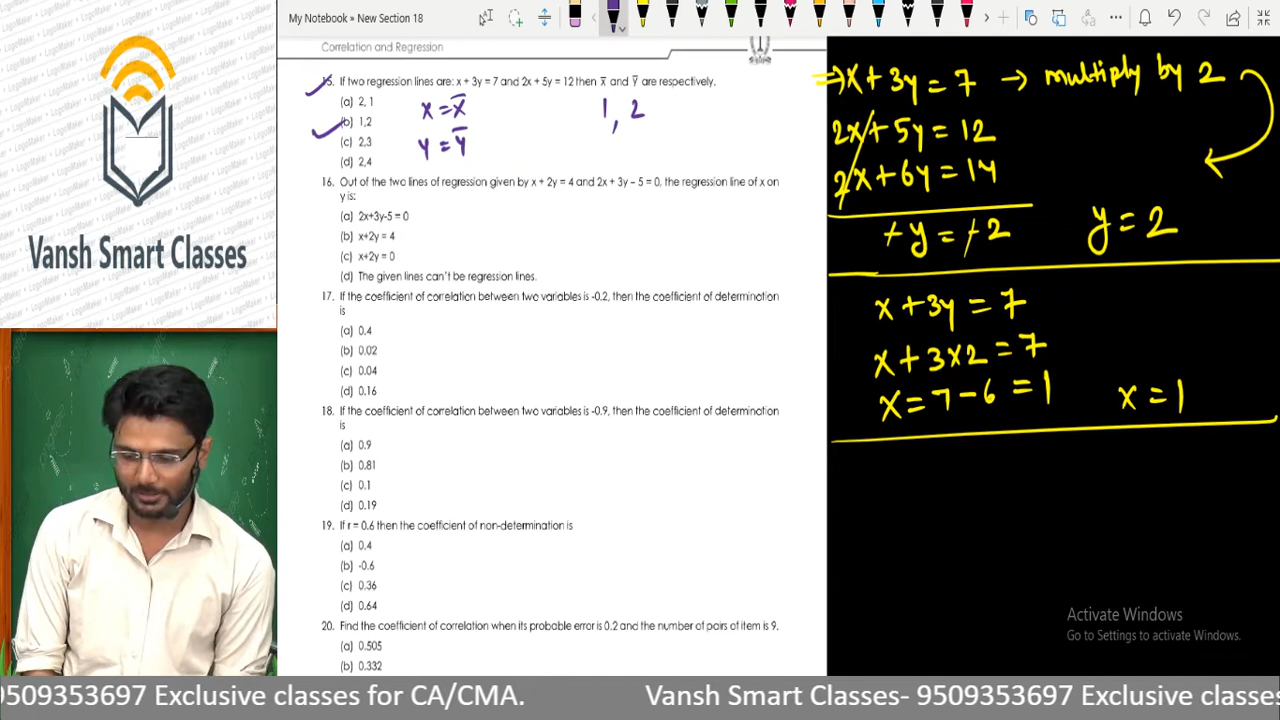 My Notebook » New Section 18
Correlation and Regression
15. If two regression lines are: x + 3y = 7 and 2x + 5y = 12 then x̅ and y̅ are respectively.
(a) 2, 1
(b) 1,2
(c) 2,3
(d) 2,4
x = x̅
y = y̅
1, 2
16. Out of the two lines of regression given by x + 2y = 4 and 2x + 3y – 5 = 0, the regression line of x on
y is:
(a) 2x+3y-5 = 0
(b) x+2y = 4
(c) x+2y = 0
(d) The given lines can't be regression lines.
17. If the coefficient of correlation between two variables is -0.2, then the coefficient of determination
is
(a) 0.4
(b) 0.02
(c) 0.04
(d) 0.16
18. If the coefficient of correlation between two variables is -0.9, then the coefficient of determination
is
(a) 0.9
(b) 0.81
(c) 0.1
(d) 0.19
19. If r = 0.6 then the coefficient of non-determination is
(a) 0.4
(b) -0.6
(c) 0.36
(d) 0.64
20. Find the coefficient of correlation when its probable error is 0.2 and the number of pairs of item is 9.
(a) 0.505
(b) 0.332
⇒ x + 3y = 7 → multiply by 2
2x + 5y = 12
2x + 6y = 14
+y = +2 y = 2
x + 3y = 7
x + 3×2 = 7
x = 7 – 6 = 1 x = 1
Vansh Smart Classes
Activate Windows
Go to Settings to activate Windows.
9509353697 Exclusive classes for CA/CMA. Vansh Smart Classes- 9509353697 Exclusive classes